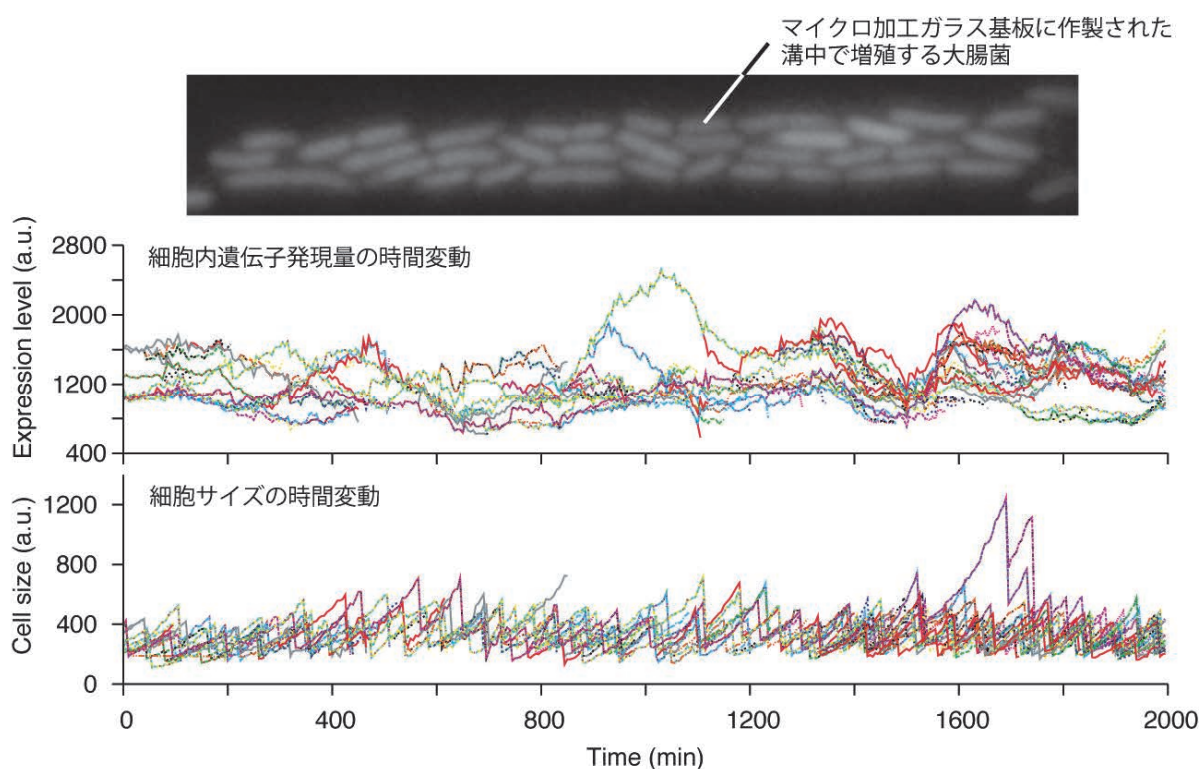 マイクロ加工ガラス基板に作製された
溝中で増殖する大腸菌
細胞内遺伝子発現量の時間変動
Expression level (a.u.)
2800
2000
1200
400
細胞サイズの時間変動
Cell size (a.u.)
1200
800
400
0
0 400 800 1200 1600 2000
Time (min)